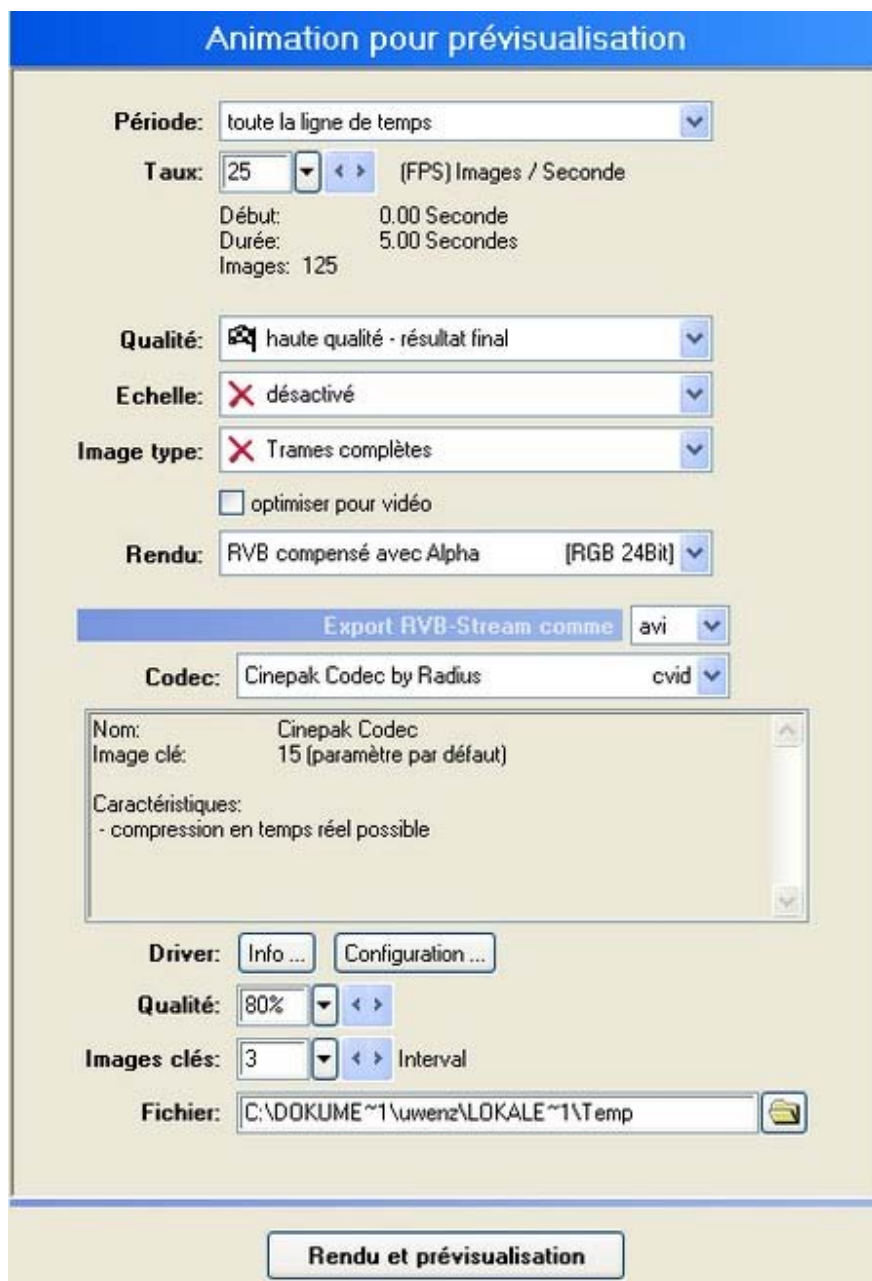 Animation pour prévisualisation
Période: toute la ligne de temps
Taux: 25 (FPS) Images / Seconde
Début: 0.00 Seconde
Durée: 5.00 Secondes
Images: 125
Qualité: haute qualité - résultat final
Echelle: désactivé
Image type: Trames complètes
optimiser pour vidéo
Rendu: RVB compensé avec Alpha [RGB 24Bit]
Export RVB-Stream comme avi
Codec: Cinepak Codec by Radius cvid
Nom: Cinepak Codec
Image clé: 15 (paramètre par défaut)
Caractéristiques:
- compression en temps réel possible
Driver: Info ... Configuration ...
Qualité: 80%
Images clés: 3 Interval
Fichier: C:\DOKUME~1\uwenz\LOKALE~1\Temp
Rendu et prévisualisation